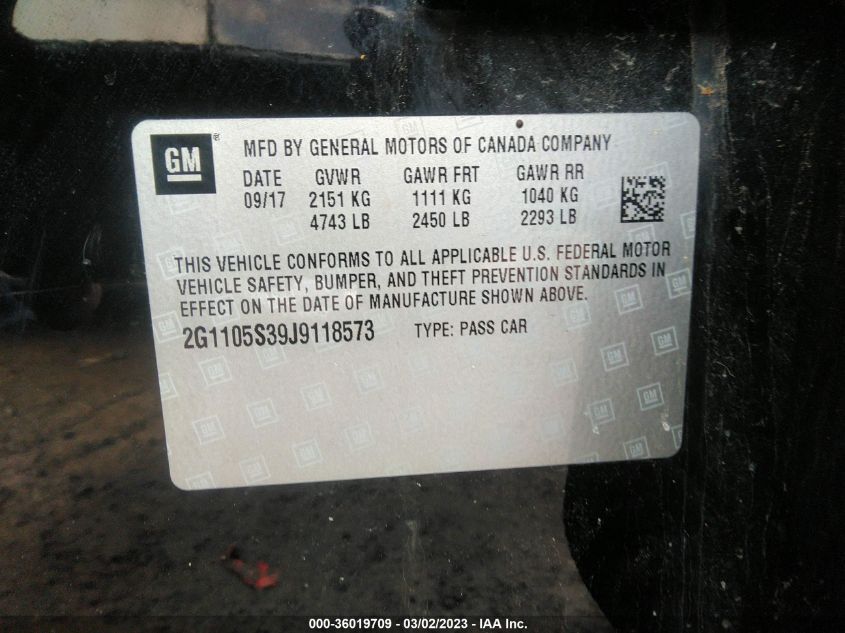 GM® MFD BY GENERAL MOTORS OF CANADA COMPANY
DATE GVWR GAWR FRT GAWR RR
09/17 2151 KG 1111 KG 1040 KG
4743 LB 2450 LB 2293 LB
THIS VEHICLE CONFORMS TO ALL APPLICABLE U.S. FEDERAL MOTOR
VEHICLE SAFETY, BUMPER, AND THEFT PREVENTION STANDARDS IN
EFFECT ON THE DATE OF MANUFACTURE SHOWN ABOVE.
2G1105S39J9118573 TYPE: PASS CAR
000-36019709 - 03/02/2023 - IAA Inc.